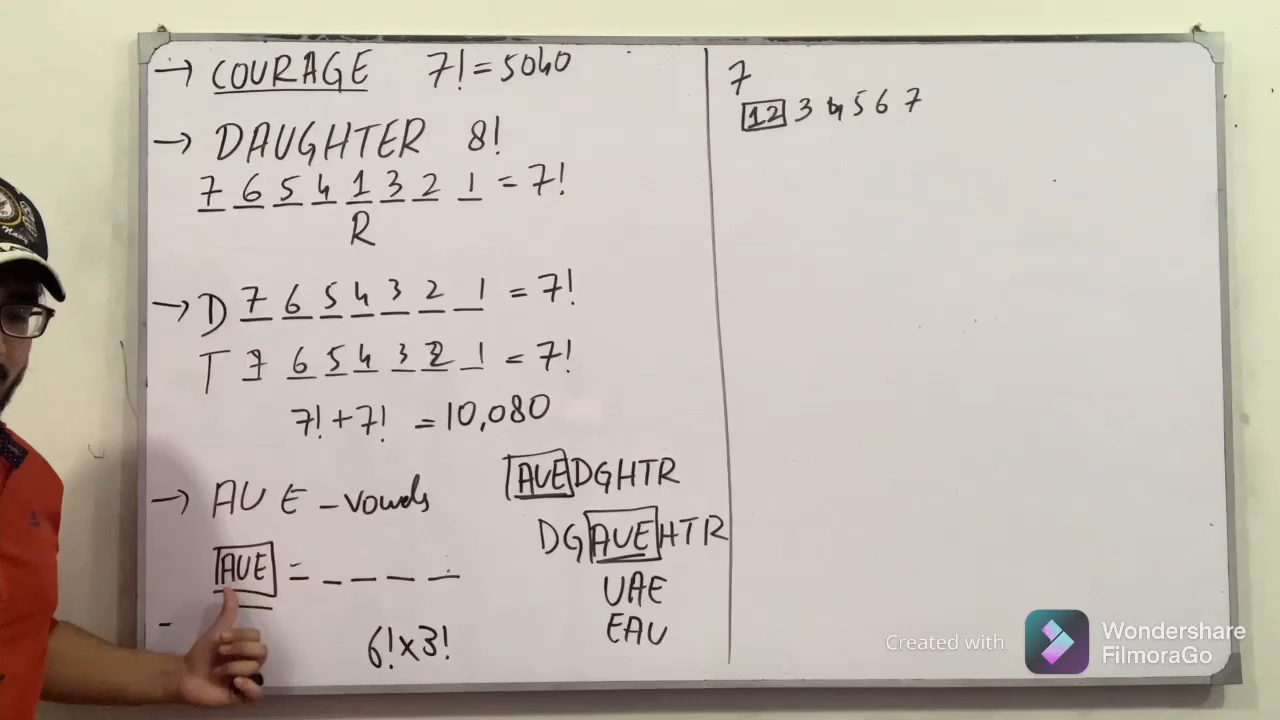 → COURAGE 7! = 5040
→ DAUGHTER 8!
7 6 5 4 1 3 2 1 = 7!
R
→ D 7 6 5 4 3 2 1 = 7!
T 7 6 5 4 3 2 1 = 7!
7! + 7! = 10,080
→ AUE - vowels
AUE = _ _ _ _
6! x 3!
AUE DGHTR
DG AUE HTR
UAE
EAU
7
12 3 4 5 6 7
Created with Wondershare FilmoraGo